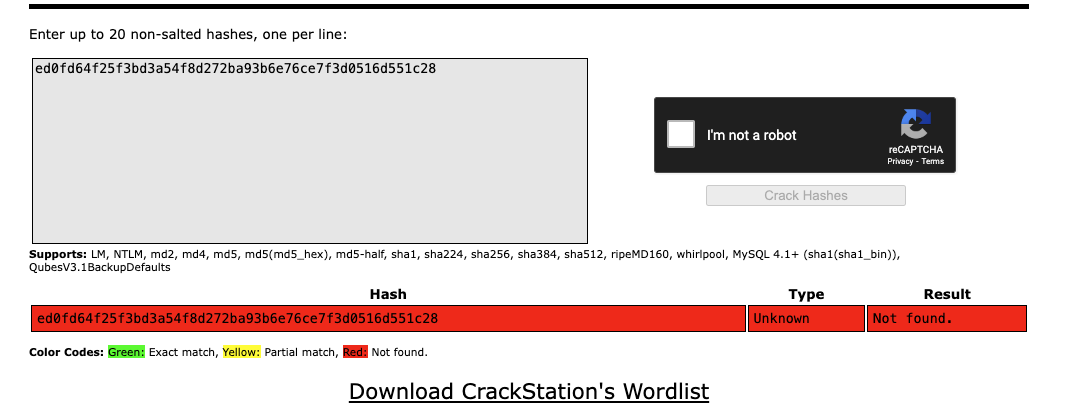 Enter up to 20 non-salted hashes, one per line:
ed0fd64f25f3bd3a54f8d272ba93b6e76ce7f3d0516d551c28
I'm not a robot
reCAPTCHA
Privacy - Terms
Crack Hashes
Supports: LM, NTLM, md2, md4, md5, md5(md5_hex), md5-half, sha1, sha224, sha256, sha384, sha512, ripeMD160, whirlpool, MySQL 4.1+ (sha1(sha1_bin)),
QubesV3.1BackupDefaults
Hash Type Result
ed0fd64f25f3bd3a54f8d272ba93b6e76ce7f3d0516d551c28 Unknown Not found.
Color Codes: Green: Exact match, Yellow: Partial match, Red: Not found.
Download CrackStation's Wordlist